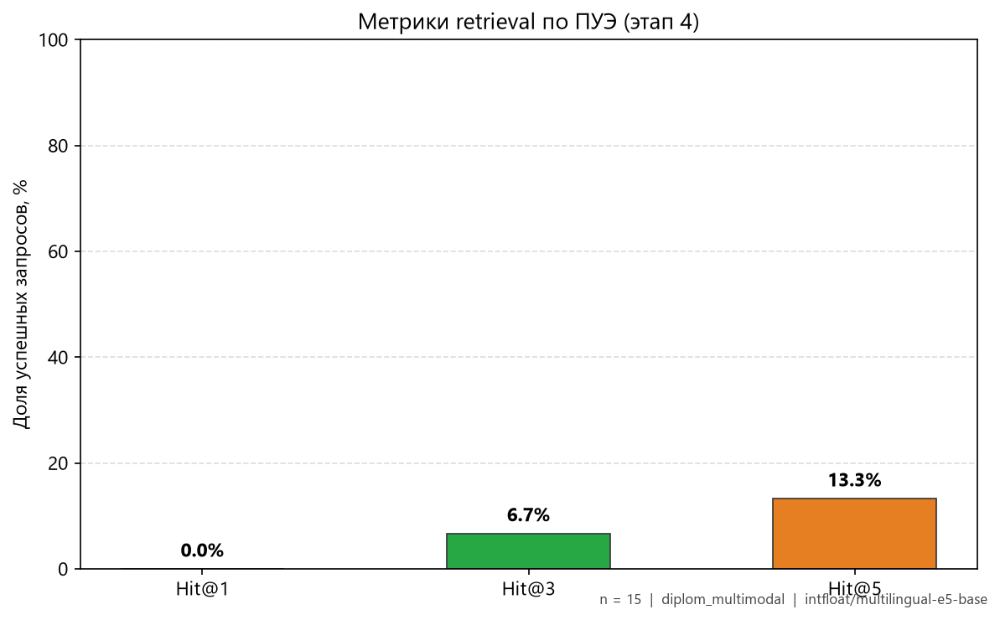 Метрики retrieval по ПУЭ (этап 4)
Доля успешных запросов, %
100
80
60
40
20
0
0.0%
6.7%
13.3%
Hit@1
Hit@3
Hit@5
n = 15 | diplom_multimodal | intfloat/multilingual-e5-base